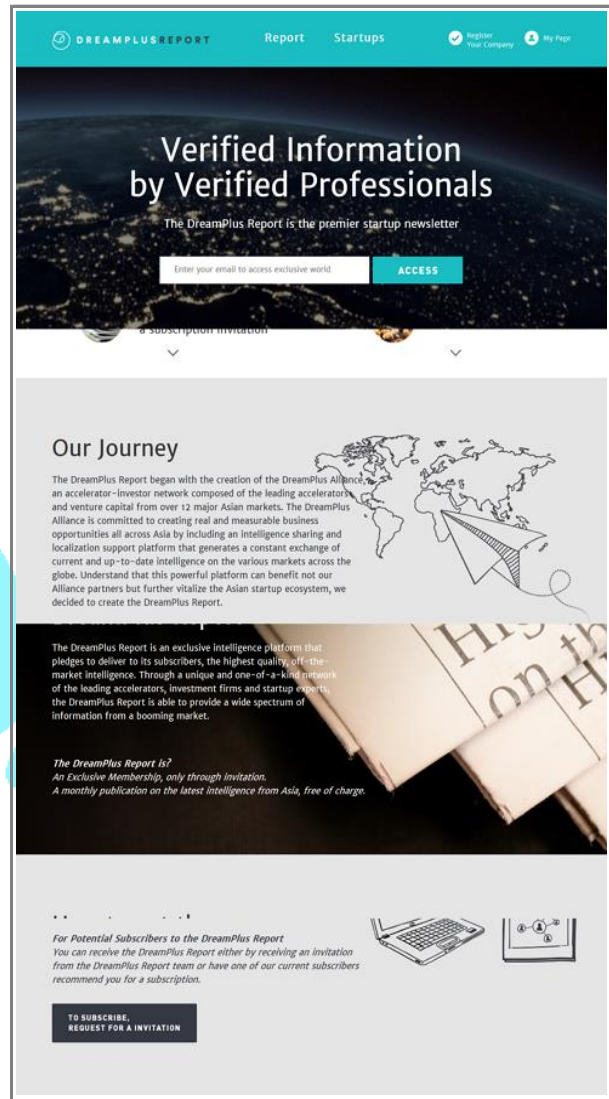 DREAMPLUSREPORT
Report
Startups
Register
Your Company
My Page
Verified Information
by Verified Professionals
The DreamPlus Report is the premier startup newsletter
Enter your email to access exclusive world
ACCESS
a subscription invitation
Our Journey
The DreamPlus Report began with the creation of the DreamPlus Alliance,
an accelerator-investor network composed of the leading accelerators
and venture capital from over 12 major Asian markets. The DreamPlus
Alliance is committed to creating real and measurable business
opportunities all across Asia by including an intelligence sharing and
localization support platform that generates a constant exchange of
current and up-to-date intelligence on the various markets across the
globe. Understand that this powerful platform can benefit not our
Alliance partners but further vitalize the Asian startup ecosystem, we
decided to create the DreamPlus Report.
The DreamPlus Report is an exclusive intelligence platform that
pledges to deliver to its subscribers, the highest quality, off-the-
market intelligence. Through a unique and one-of-a-kind network
of the leading accelerators, investment firms and startup experts,
the DreamPlus Report is able to provide a wide spectrum of
information from a booming market.
The DreamPlus Report is?
An Exclusive Membership, only through invitation.
A monthly publication on the latest intelligence from Asia, free of charge.
on th
For Potential Subscribers to the DreamPlus Report
You can receive the DreamPlus Report either by receiving an invitation
from the DreamPlus Report team or have one of our current subscribers
recommend you for a subscription.
TO SUBSCRIBE,
REQUEST FOR A INVITATION